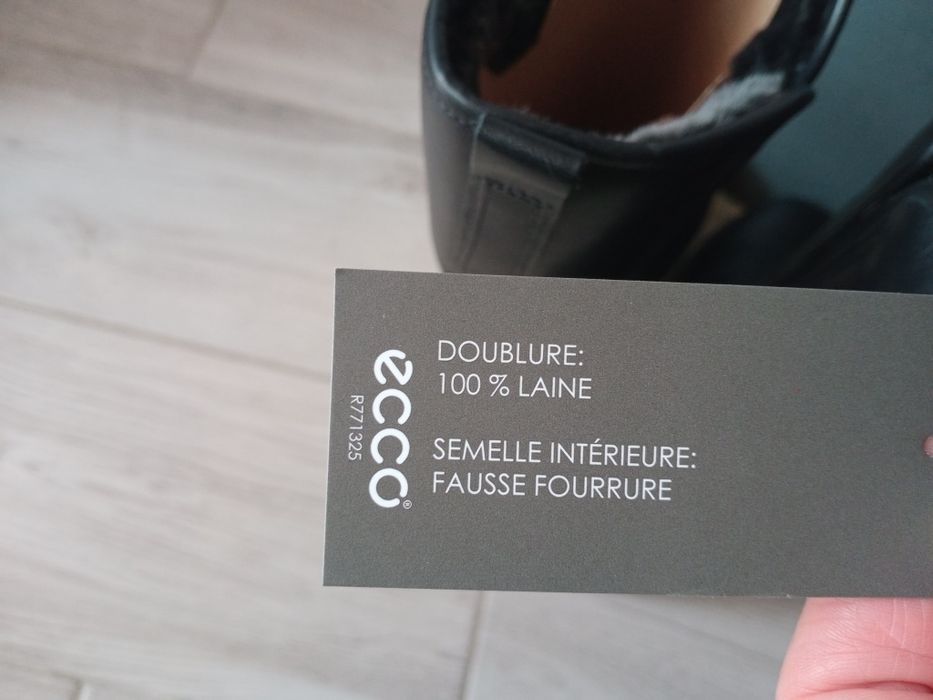 DOUBLURE:
100 % LAINE
SEMELLE INTÉRIEURE:
FAUSSE FOURRURE
ecco®
R771325